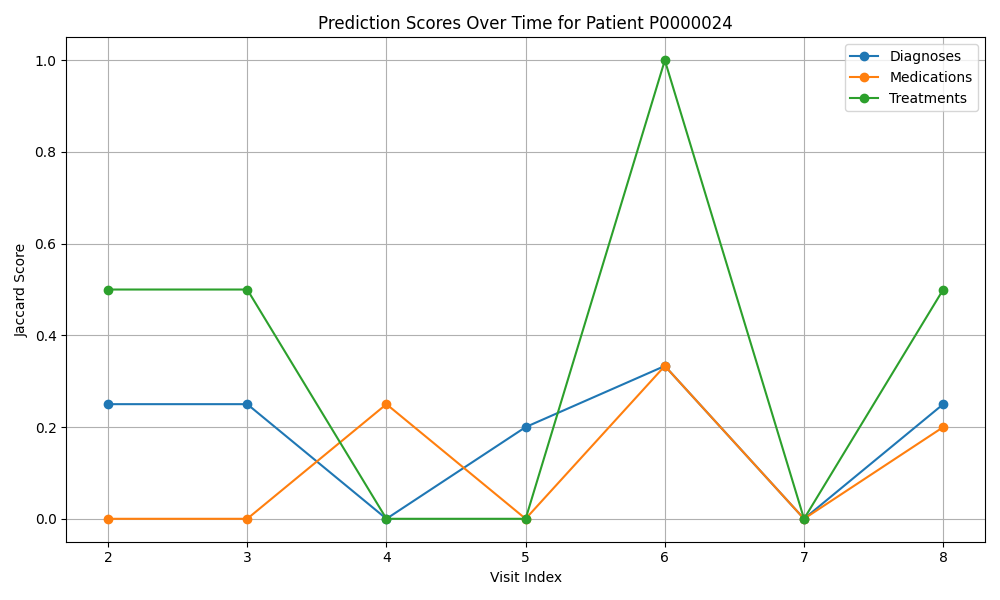 Prediction Scores Over Time for Patient P0000024
Diagnoses
Medications
Treatments
Jaccard Score
1.0
0.8
0.6
0.4
0.2
0.0
2 3 4 5 6 7 8
Visit Index